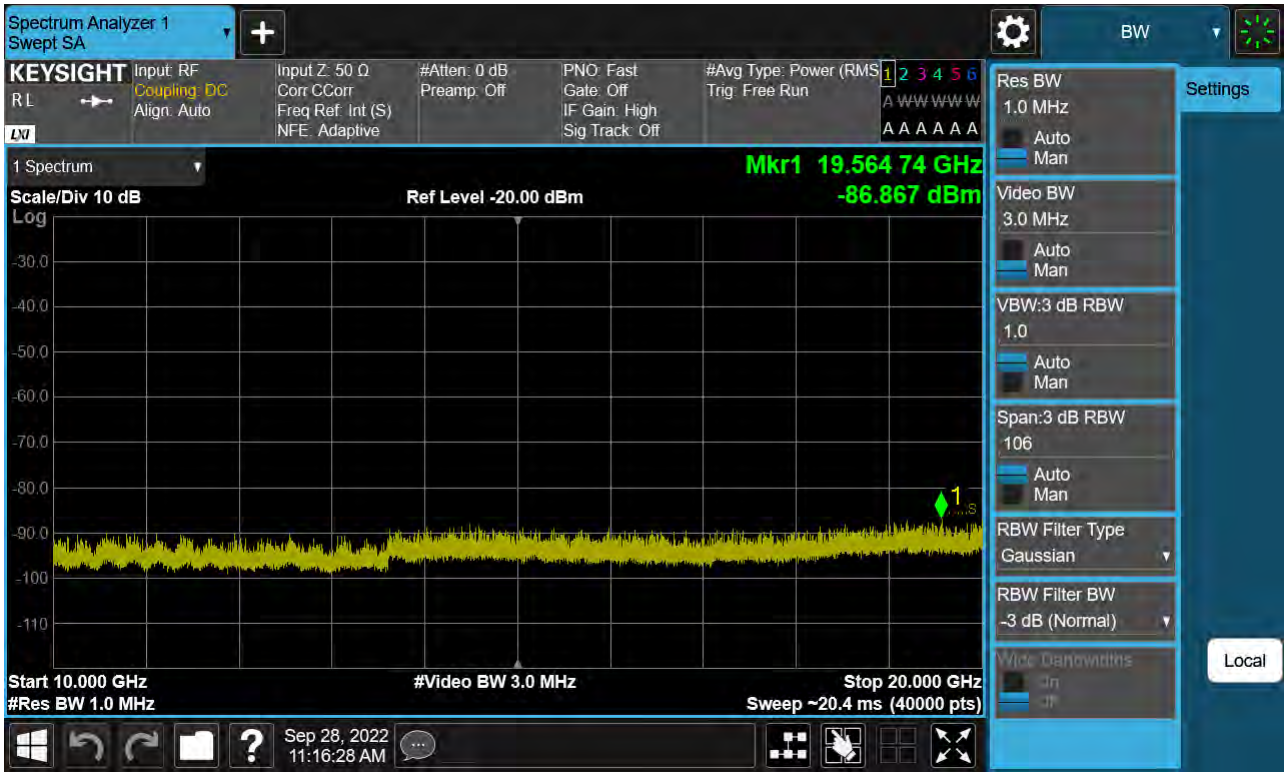 Spectrum Analyzer 1
Swept SA
BW
KEYSIGHT
RL
LXI
Input: RF
Coupling: DC
Align: Auto
Input Z: 50 Ω
Corr CCorr
Freq Ref: Int (S)
NFE: Adaptive
#Atten: 0 dB
Preamp: Off
PNO: Fast
Gate: Off
IF Gain: High
Sig Track: Off
#Avg Type: Power (RMS
Trig: Free Run
1 2 3 4 5 6
A W W W W W
A A A A A A
1 Spectrum
Mkr1 19.564 74 GHz
-86.867 dBm
Scale/Div 10 dB
Ref Level -20.00 dBm
Log
-30.0
-40.0
-50.0
-60.0
-70.0
-80.0
-90.0
-100
-110
1
Start 10.000 GHz
#Video BW 3.0 MHz
Stop 20.000 GHz
#Res BW 1.0 MHz
Sweep ~20.4 ms (40000 pts)
Res BW
1.0 MHz
Auto
Man
Video BW
3.0 MHz
Auto
Man
VBW:3 dB RBW
1.0
Auto
Man
Span:3 dB RBW
106
Auto
Man
RBW Filter Type
Gaussian
RBW Filter BW
-3 dB (Normal)
Settings
Local
Sep 28, 2022
11:16:28 AM